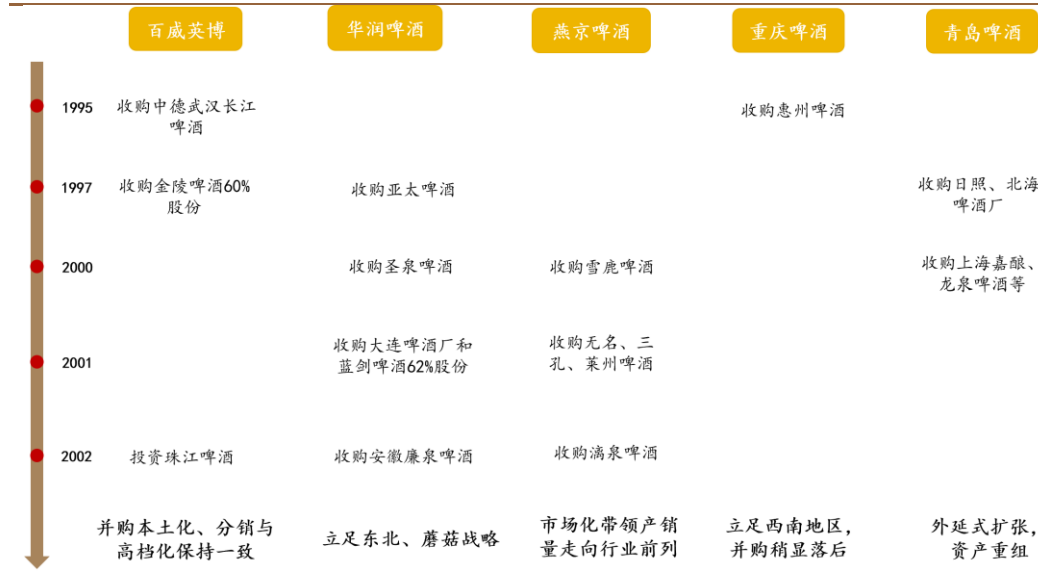 百威英博
华润啤酒
燕京啤酒
重庆啤酒
青岛啤酒
1995
收购中德武汉长江
啤酒
收购惠州啤酒
1997
收购金陵啤酒60%
股份
收购亚太啤酒
收购日照、北海
啤酒厂
2000
收购圣泉啤酒
收购雪鹿啤酒
收购上海嘉酿、
龙泉啤酒等
2001
收购大连啤酒厂和
蓝剑啤酒62%股份
收购无名、三
孔、莱州啤酒
2002
投资珠江啤酒
收购安徽廉泉啤酒
收购漓泉啤酒
并购本土化、分销与
高档化保持一致
立足东北、蘑菇战略
市场化带领产销
量走向行业前列
立足西南地区，
并购稍显落后
外延式扩张，
资产重组